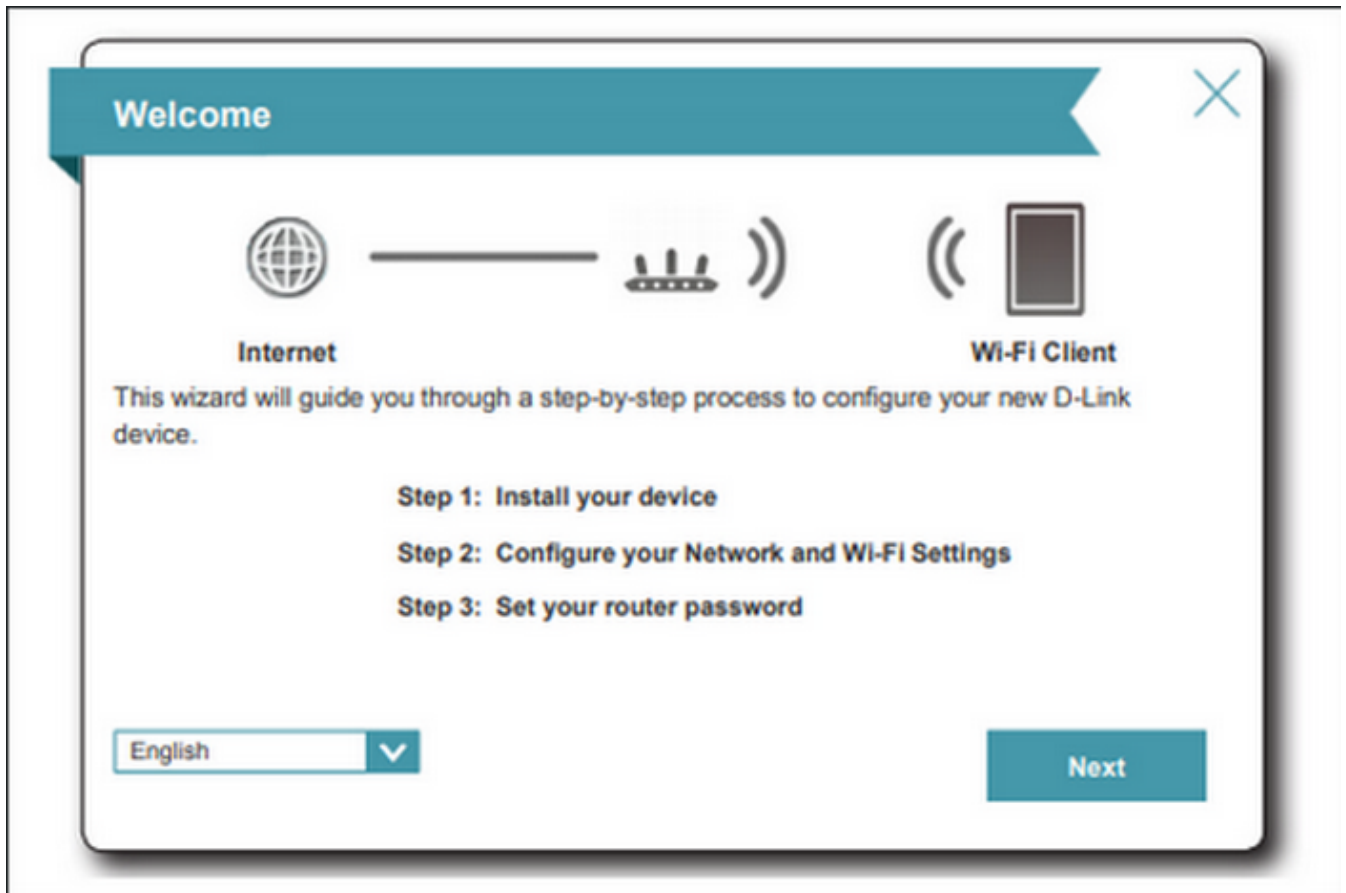 Welcome
Internet
Wi-Fi Client
This wizard will guide you through a step-by-step process to configure your new D-Link
device.
Step 1: Install your device
Step 2: Configure your Network and Wi-Fi Settings
Step 3: Set your router password
English
Next